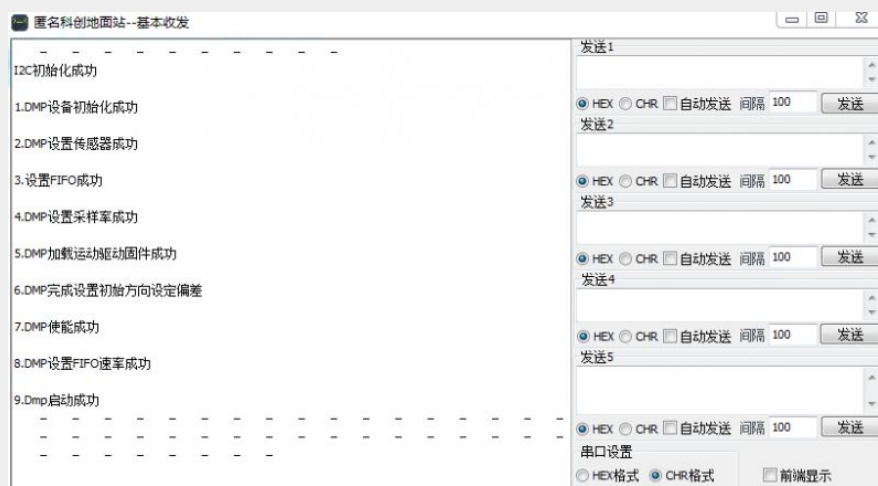 匿名科创地面站--基本收发
- - - - - - - - - -
I2C初始化成功
1.DMP设备初始化成功
2.DMP设置传感器成功
3.设置FIFO成功
4.DMP设置采样率成功
5.DMP加载运动驱动固件成功
6.DMP完成设置初始方向设定偏差
7.DMP使能成功
8.DMP设置FIFO速率成功
9.Dmp启动成功
- - - - - - - - - - - - - - - - -
- - - - - - - - - - - - - - - - -
- - - - - - - -
发送1
HEX CHR 自动发送 间隔 100 发送
发送2
HEX CHR 自动发送 间隔 100 发送
发送3
HEX CHR 自动发送 间隔 100 发送
发送4
HEX CHR 自动发送 间隔 100 发送
发送5
HEX CHR 自动发送 间隔 100 发送
串口设置
HEX格式 CHR格式 前端显示